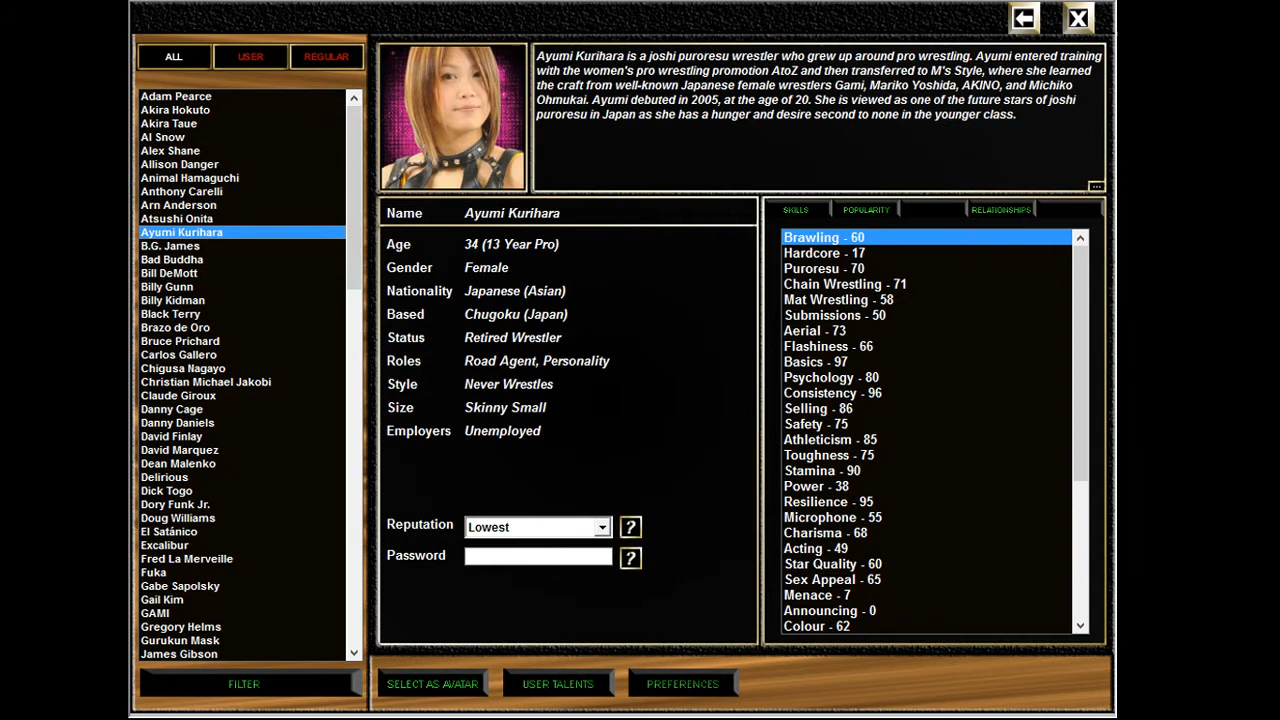 ALL USER REGULAR
Adam Pearce
Akira Hokuto
Akira Taue
Al Snow
Alex Shane
Allison Danger
Animal Hamaguchi
Anthony Carelli
Arn Anderson
Atsushi Onita
Ayumi Kurihara
B.G. James
Bad Buddha
Bill DeMott
Billy Gunn
Billy Kidman
Black Terry
Brazo de Oro
Bruce Prichard
Carlos Gallero
Chigusa Nagayo
Christian Michael Jakobi
Claude Giroux
Danny Cage
Danny Daniels
David Finlay
David Marquez
Dean Malenko
Delirious
Dick Togo
Dory Funk Jr.
Doug Williams
El Satánico
Excalibur
Fred La Merveille
Fuka
Gabe Sapolsky
Gail Kim
GAMI
Gregory Helms
Gurukun Mask
James Gibson
FILTER
Ayumi Kurihara is a joshi puroresu wrestler who grew up around pro wrestling. Ayumi entered training
with the women's pro wrestling promotion AtoZ and then transferred to M's Style, where she learned
the craft from well-known Japanese female wrestlers Gami, Mariko Yoshida, AKINO, and Michiko
Ohmukai. Ayumi debuted in 2005, at the age of 20. She is viewed as one of the future stars of joshi
puroresu in Japan as she has a hunger and desire second to none in the younger class.
...
Name Ayumi Kurihara
Age 34 (13 Year Pro)
Gender Female
Nationality Japanese (Asian)
Based Chugoku (Japan)
Status Retired Wrestler
Roles Road Agent, Personality
Style Never Wrestles
Size Skinny Small
Employers Unemployed
Reputation Lowest ?
Password ?
SKILLS POPULARITY RELATIONSHIPS
Brawling - 60
Hardcore - 17
Puroresu - 70
Chain Wrestling - 71
Mat Wrestling - 58
Submissions - 50
Aerial - 73
Flashiness - 66
Basics - 97
Psychology - 80
Consistency - 96
Selling - 86
Safety - 75
Athleticism - 85
Toughness - 75
Stamina - 90
Power - 38
Resilience - 95
Microphone - 55
Charisma - 68
Acting - 49
Star Quality - 60
Sex Appeal - 65
Menace - 7
Announcing - 0
Colour - 62
SELECT AS AVATAR USER TALENTS PREFERENCES